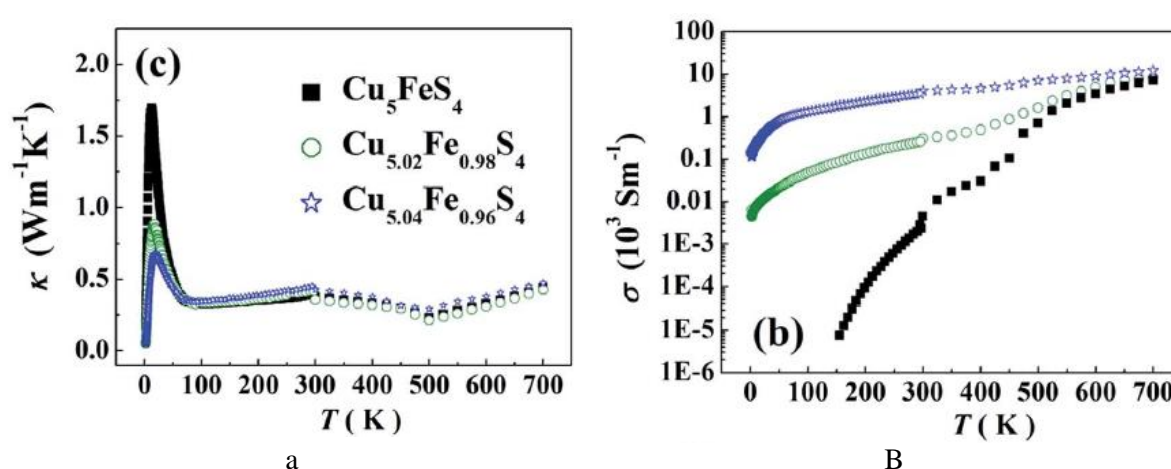 (c)
Cu₅FeS₄
Cu₅.₀₂Fe₀.₉₈S₄
Cu₅.₀₄Fe₀.₉₆S₄
κ (Wm⁻¹K⁻¹)
2.0
1.5
1.0
0.5
0.0
0 100 200 300 400 500 600 700
T ( K )
a
(b)
σ (10³ Sm⁻¹)
100
10
1
0.1
0.01
1E-3
1E-4
1E-5
1E-6
0 100 200 300 400 500 600 700
T ( K )
B